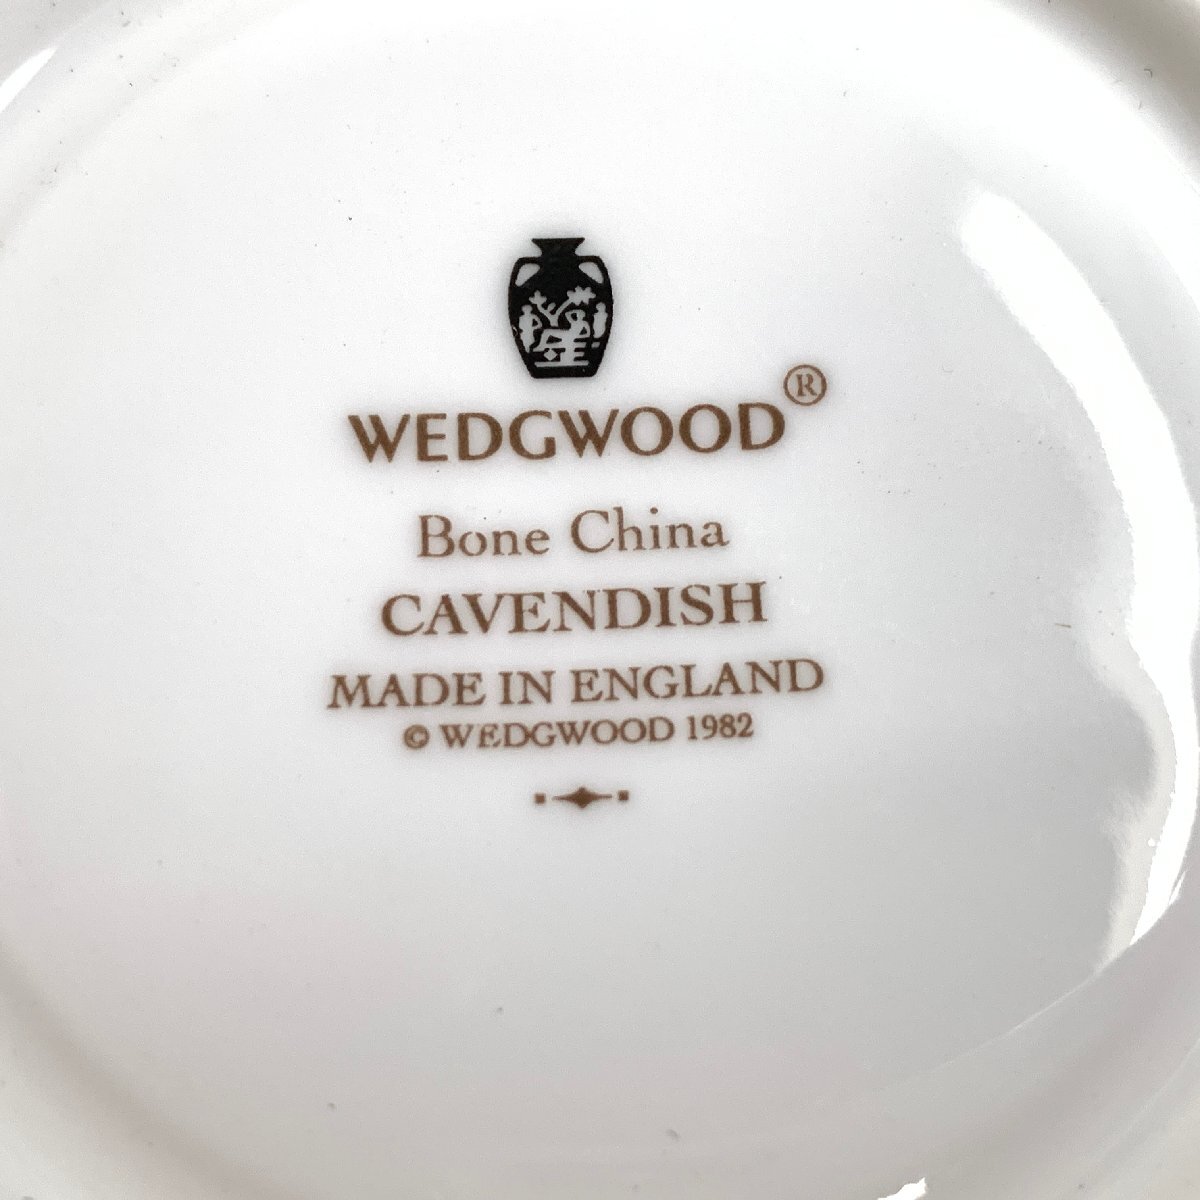 WEDGWOOD®
Bone China
CAVENDISH
MADE IN ENGLAND
© WEDGWOOD 1982